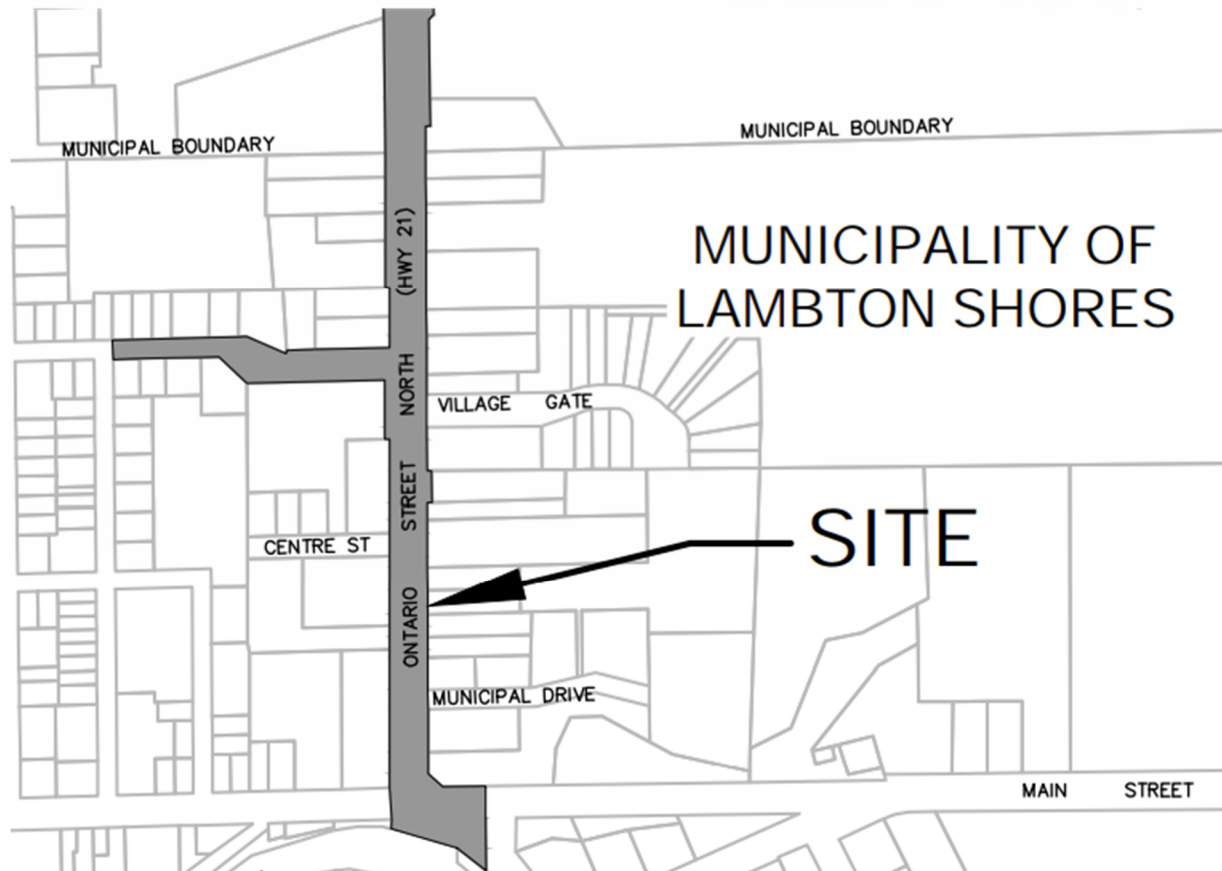 MUNICIPAL BOUNDARY
MUNICIPAL BOUNDARY
MUNICIPALITY OF
LAMBTON SHORES
ONTARIO STREET NORTH (HWY 21)
VILLAGE GATE
SITE
CENTRE ST
MUNICIPAL DRIVE
MAIN STREET